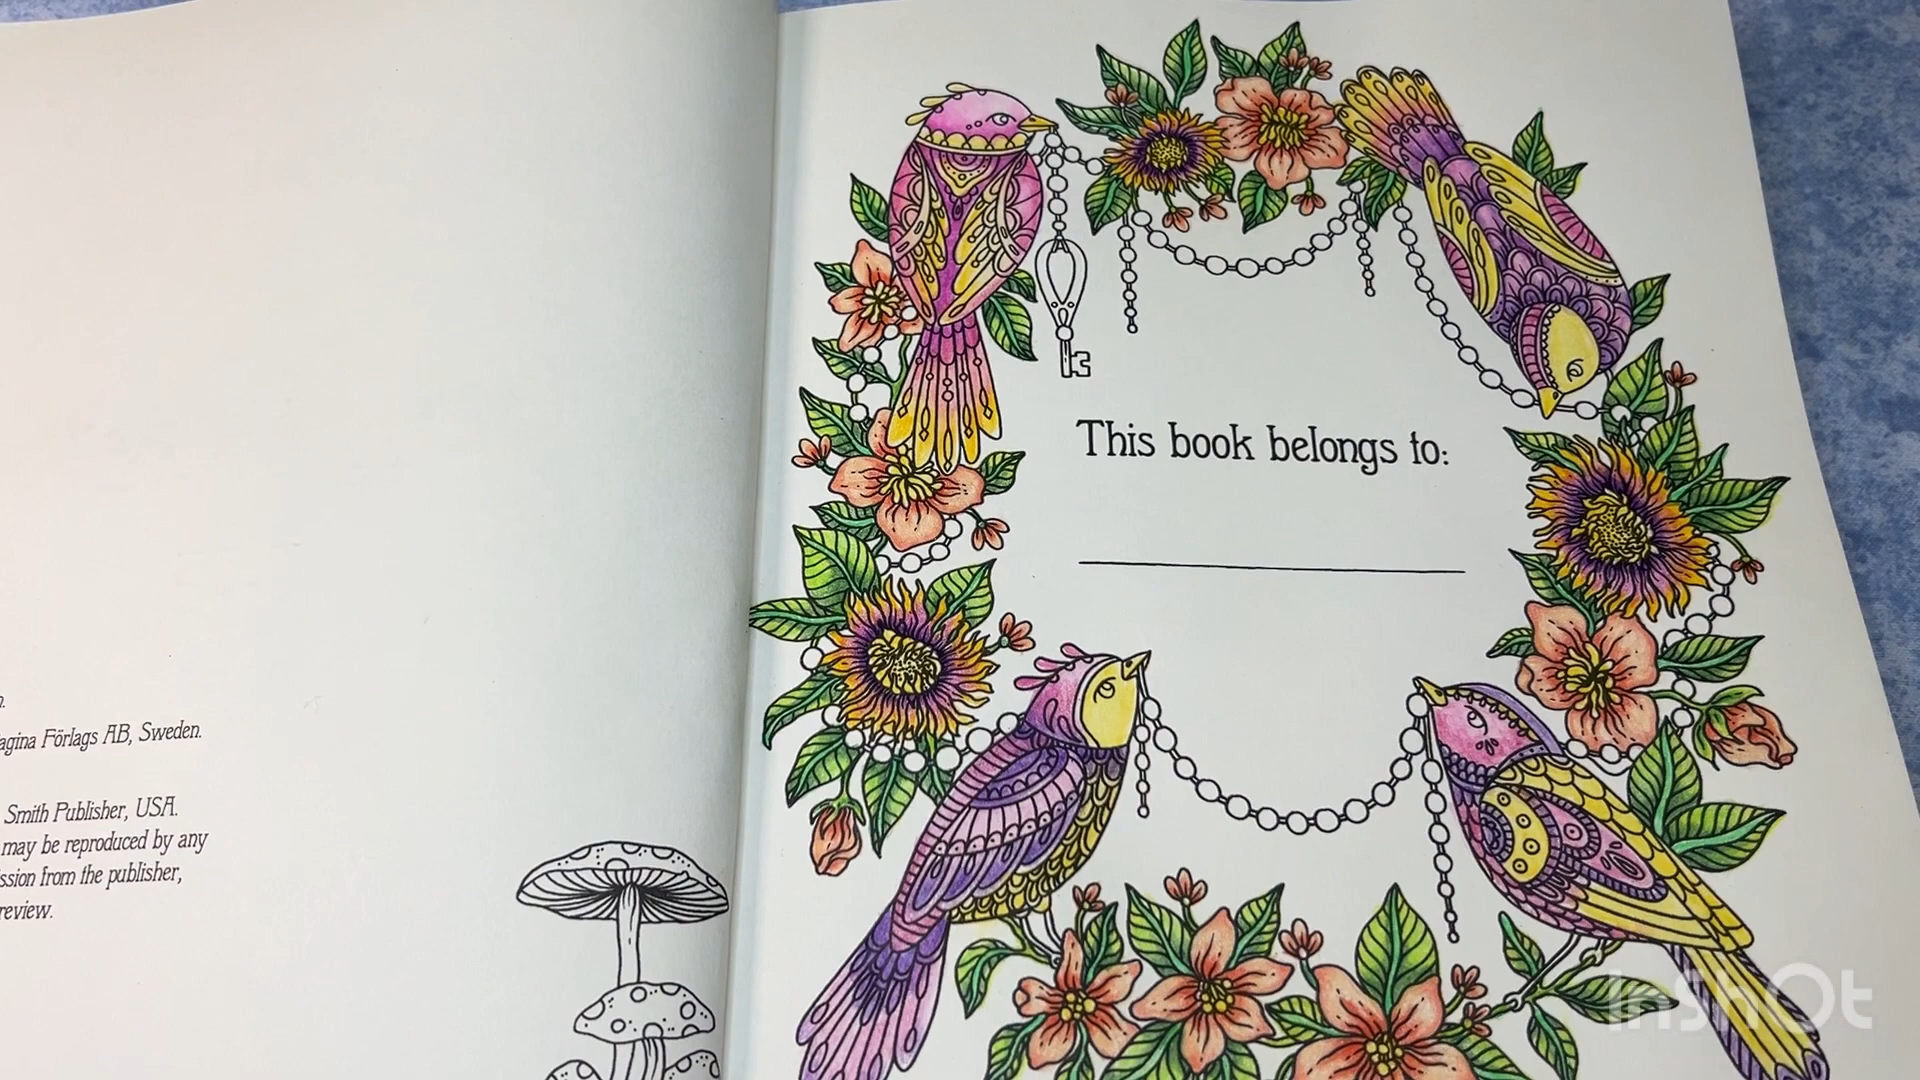 agina Förlags AB, Sweden.
Smith Publisher, USA.
may be reproduced by any
ssion from the publisher,
review.
This book belongs to:
InShOt